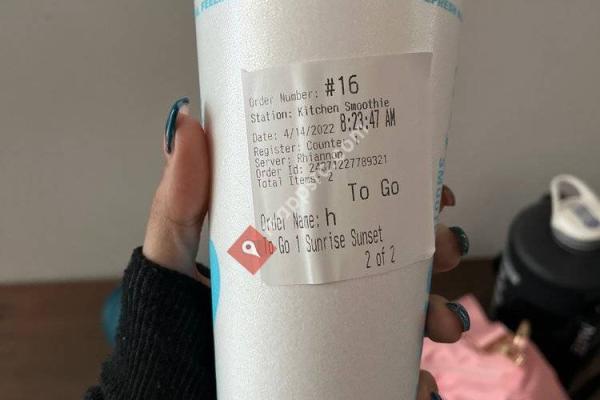 Order Number: #16
Station: Kitchen Smoothie
Date: 4/14/2022 8:23:47 AM
Register: Counter
Server: Rhiannon
Order Id: 24271227789321
Total Items: 2
To Go
Order Name: h
To Go 1 Sunrise Sunset
2 of 2